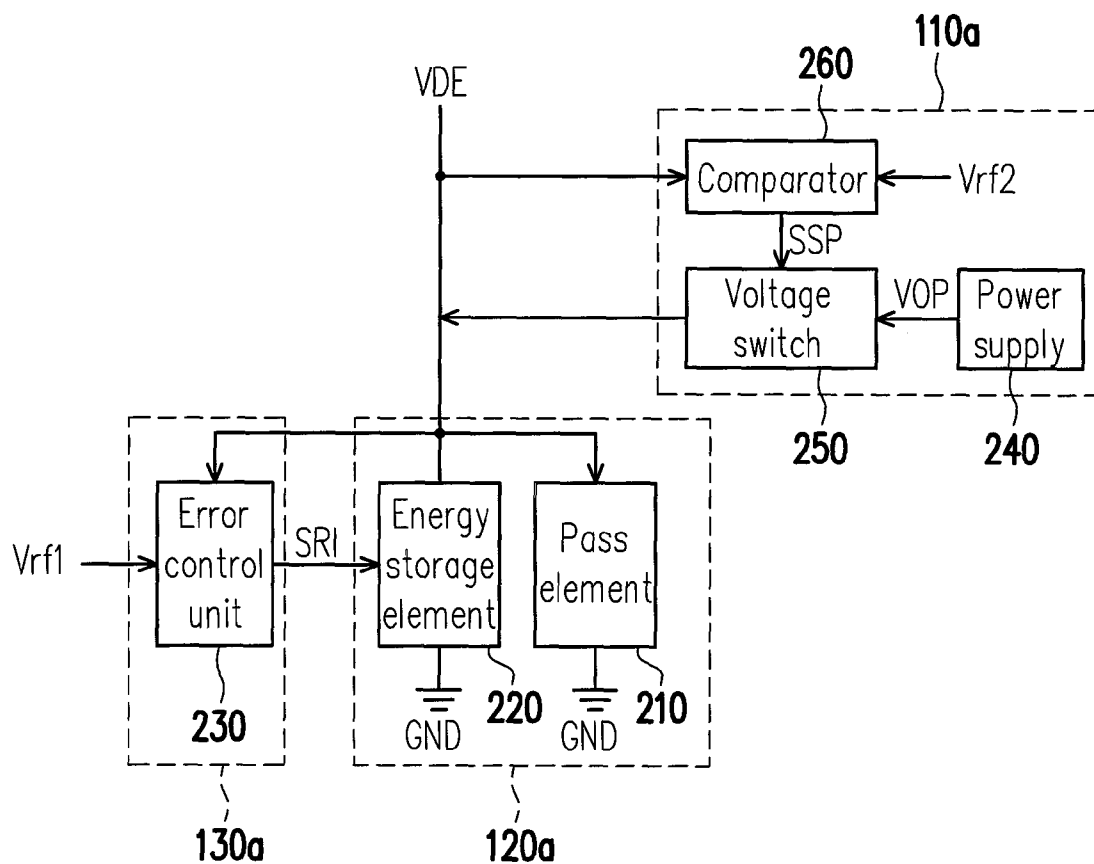 110a
260
VDE
Comparator
Vrf2
SSP
Voltage
switch
VOP
Power
supply
250
240
Error
control
unit
Vrf1
SRI
Energy
storage
element
Pass
element
230
220
210
GND
GND
130a
120a